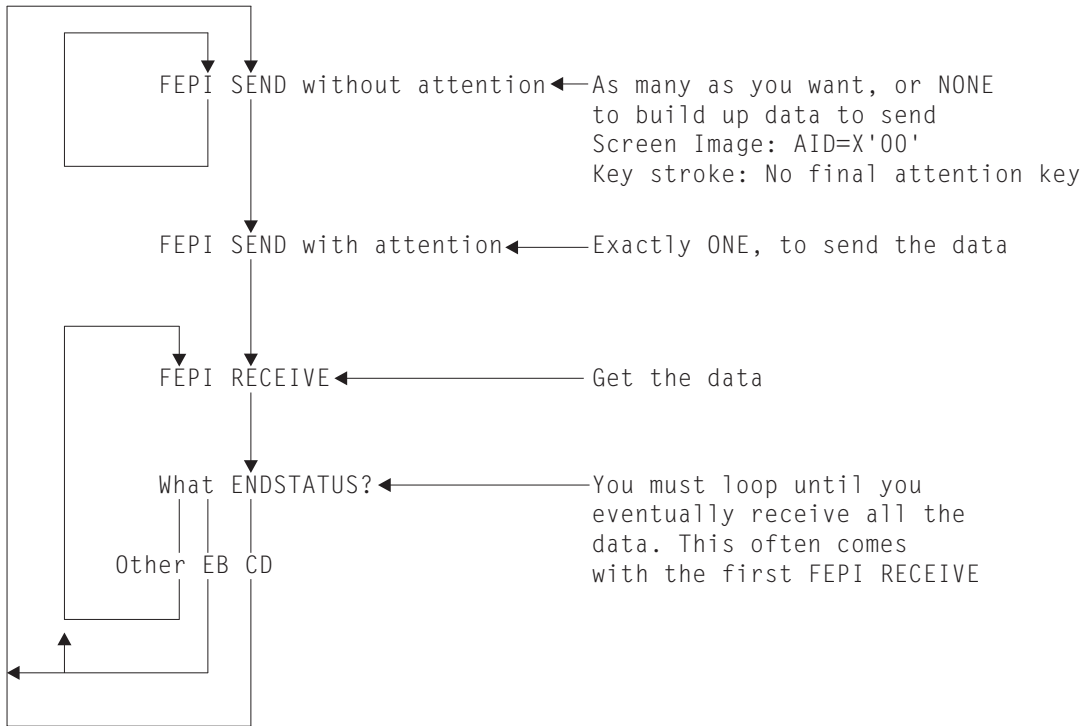 FEPI SEND without attention
As many as you want, or NONE
to build up data to send
Screen Image: AID=X'00'
Key stroke: No final attention key
FEPI SEND with attention
Exactly ONE, to send the data
FEPI RECEIVE
Get the data
What ENDSTATUS?
You must loop until you
eventually receive all the
data. This often comes
with the first FEPI RECEIVE
Other EB CD